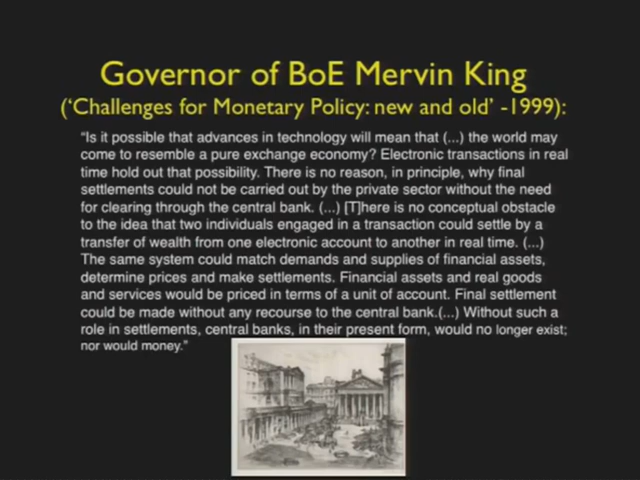 Governor of BoE Mervin King
(‘Challenges for Monetary Policy: new and old’ -1999):
“Is it possible that advances in technology will mean that (...) the world may
come to resemble a pure exchange economy? Electronic transactions in real
time hold out that possibility. There is no reason, in principle, why final
settlements could not be carried out by the private sector without the need
for clearing through the central bank. (...) [T]here is no conceptual obstacle
to the idea that two individuals engaged in a transaction could settle by a
transfer of wealth from one electronic account to another in real time. (...)
The same system could match demands and supplies of financial assets,
determine prices and make settlements. Financial assets and real goods
and services would be priced in terms of a unit of account. Final settlement
could be made without any recourse to the central bank.(...) Without such a
role in settlements, central banks, in their present form, would no longer exist;
nor would money.”